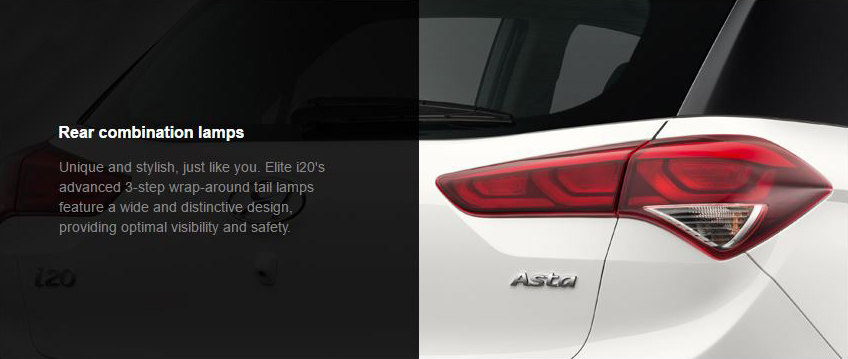 Rear combination lamps
Unique and stylish, just like you. Elite i20's
advanced 3-step wrap-around tail lamps
feature a wide and distinctive design,
providing optimal visibility and safety.
i20
Asta